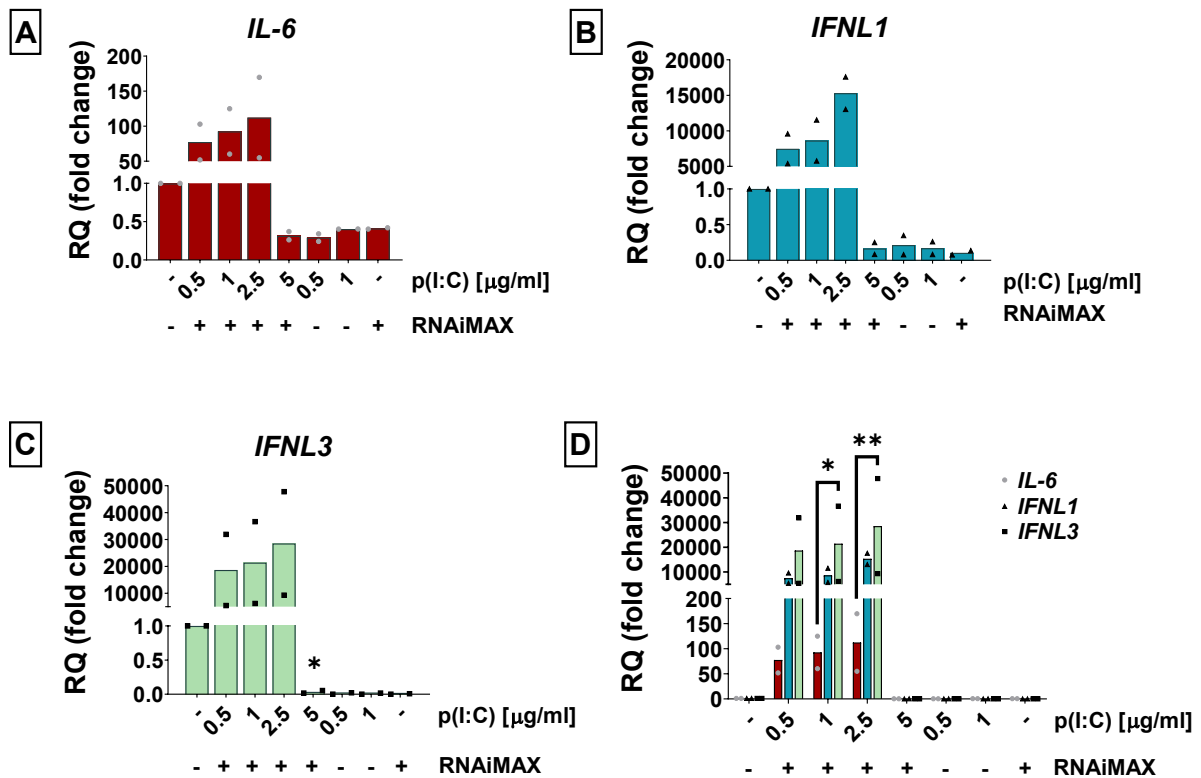 A
IL-6
RQ (fold change)
200
150
100
50
1.0
0.5
0.0
- 0.5 1 2.5 5 0.5 1 - p(I:C) [μg/ml]
- + + + + - - + RNAiMAX
B
IFNL1
RQ (fold change)
20000
15000
10000
5000
1.0
0.5
0.0
- 0.5 1 2.5 5 0.5 1 - p(I:C) [μg/ml]
- + + + + - - + RNAiMAX
C
IFNL3
RQ (fold change)
50000
40000
30000
20000
10000
1.0
0.5
0.0
*
- 0.5 1 2.5 5 0.5 1 - p(I:C) [μg/ml]
- + + + + - - + RNAiMAX
D
RQ (fold change)
50000
40000
30000
20000
10000
200
150
100
50
0
* **
IL-6
IFNL1
IFNL3
- 0.5 1 2.5 5 0.5 1 - p(I:C) [μg/ml]
- + + + + - - + RNAiMAX